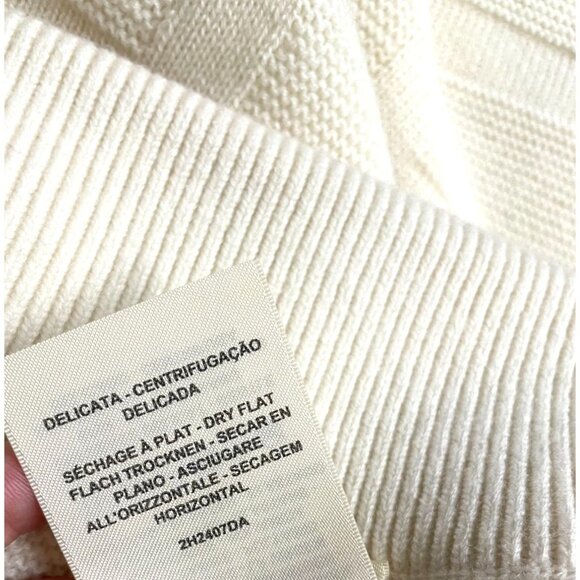 DELICATA - CENTRIFUGAÇÃO
DELICADA
SÉCHAGE À PLAT - DRY FLAT
FLACH TROCKNEN - SECAR EN
PLANO - ASCIUGARE
ALL'ORIZZONTALE - SECAGEM
HORIZONTAL
2H2407DA